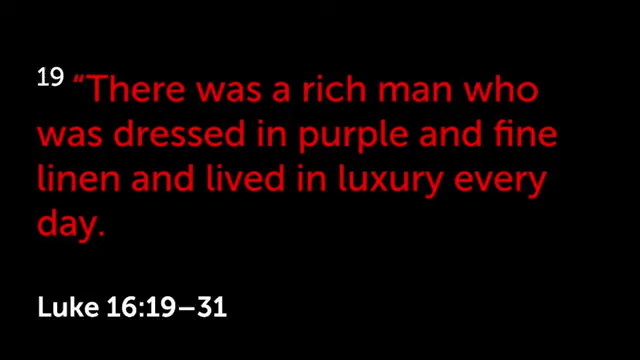 19 “There was a rich man who
was dressed in purple and fine
linen and lived in luxury every
day.
Luke 16:19–31